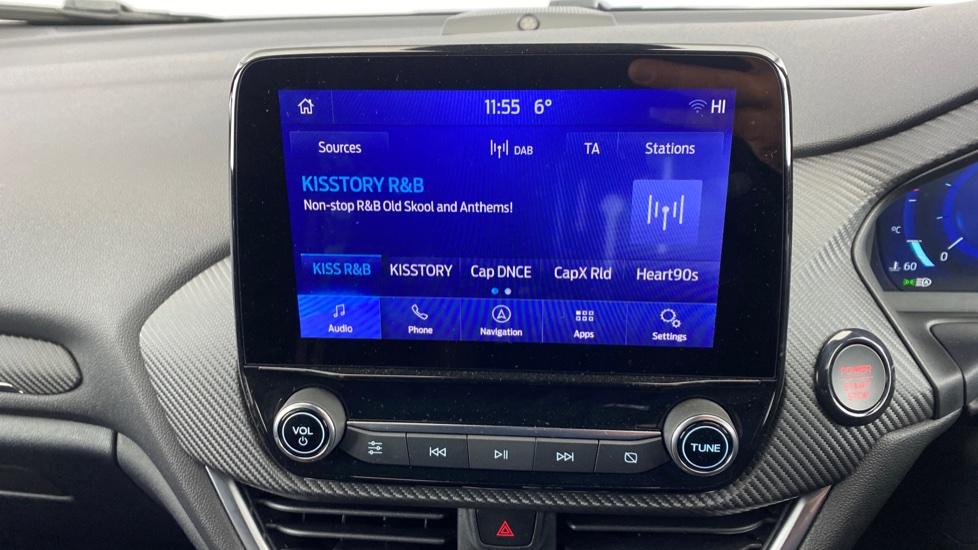 11:55 6° HI
Sources DAB TA Stations
KISSTORY R&B
Non-stop R&B Old Skool and Anthems!
KISS R&B KISSTORY Cap DNCE CapX Rld Heart90s
Audio Phone Navigation Apps Settings
°C
60 0
POWER
START
STOP
VOL
TUNE